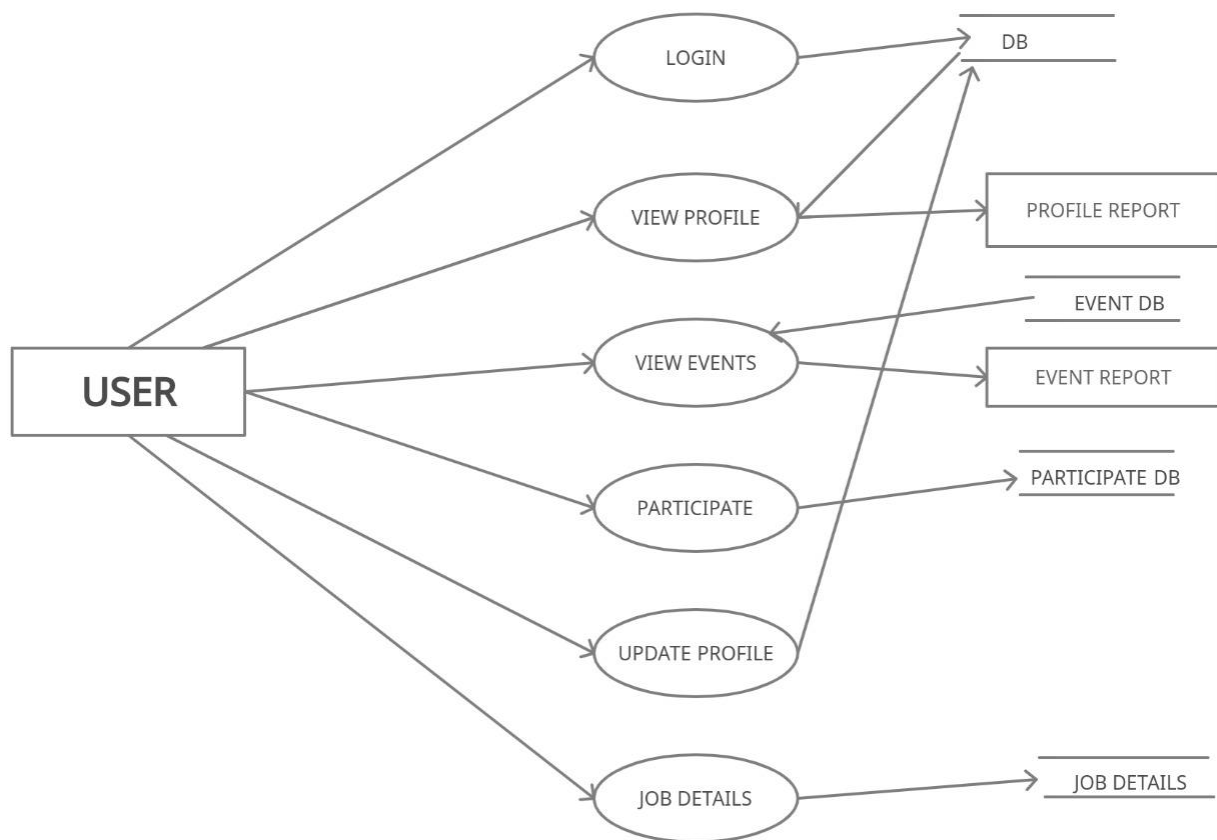 LOGIN
DB
VIEW PROFILE
PROFILE REPORT
EVENT DB
VIEW EVENTS
EVENT REPORT
USER
PARTICIPATE
PARTICIPATE DB
UPDATE PROFILE
JOB DETAILS
JOB DETAILS